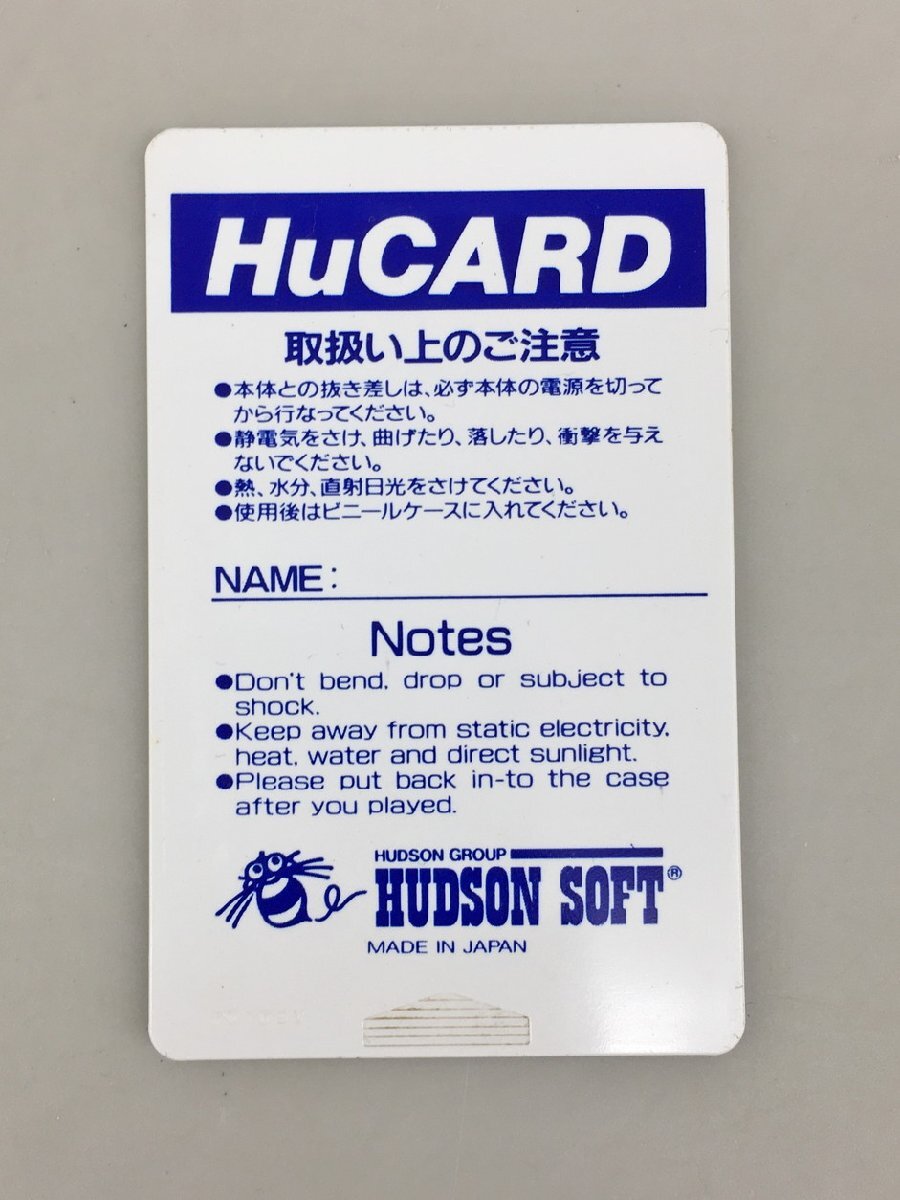 HuCARD
取扱い上のご注意
●本体との抜き差しは、必ず本体の電源を切って
から行なってください。
●静電気をさけ、曲げたり、落したり、衝撃を与え
ないでください。
●熱、水分、直射日光をさけてください。
●使用後はビニールケースに入れてください。
NAME:
Notes
●Don't bend, drop or subject to
shock.
●Keep away from static electricity,
heat, water and direct sunlight.
●Please put back in-to the case
after you played.
HUDSON GROUP
HUDSON SOFT®
MADE IN JAPAN